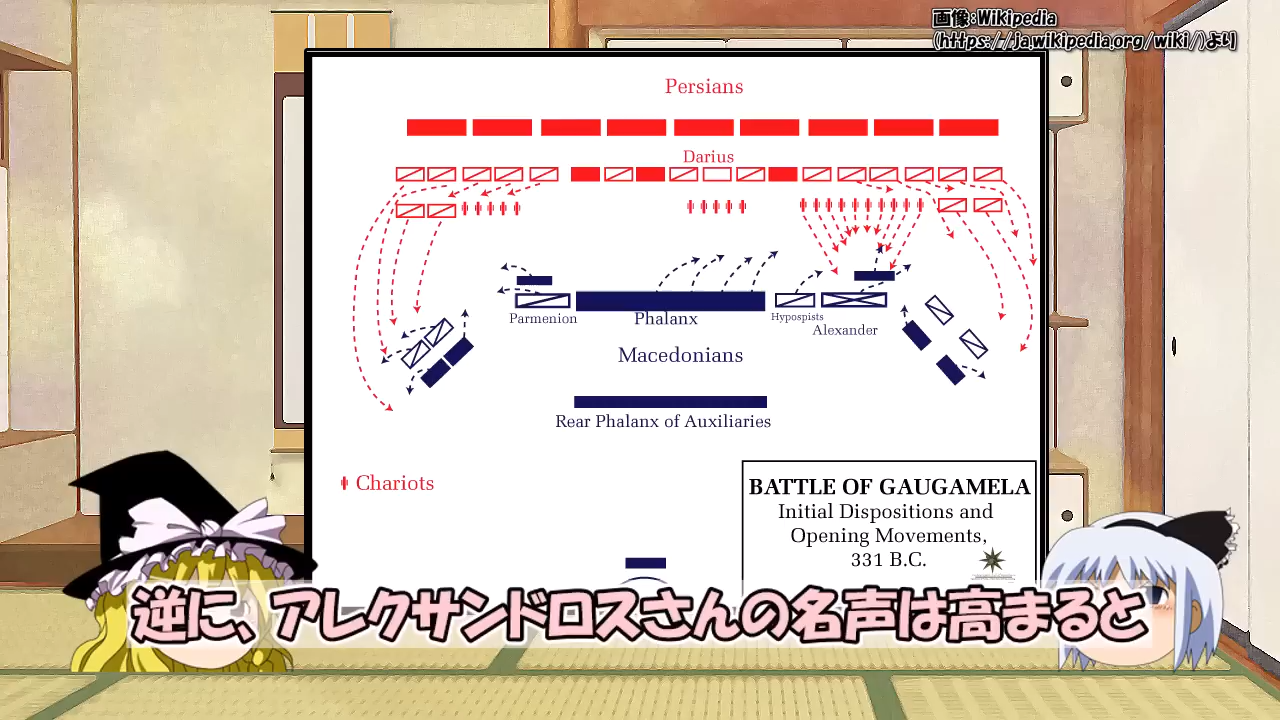 画像:Wikipedia
(https://ja.wikipedia.org/wiki/)より
Persians
Darius
Parmenion
Phalanx
Hypospists
Alexander
Macedonians
Rear Phalanx of Auxiliaries
Chariots
BATTLE OF GAUGAMELA
Initial Dispositions and
Opening Movements,
331 B.C.
逆に、アレクサンドロスさんの名声は高まると